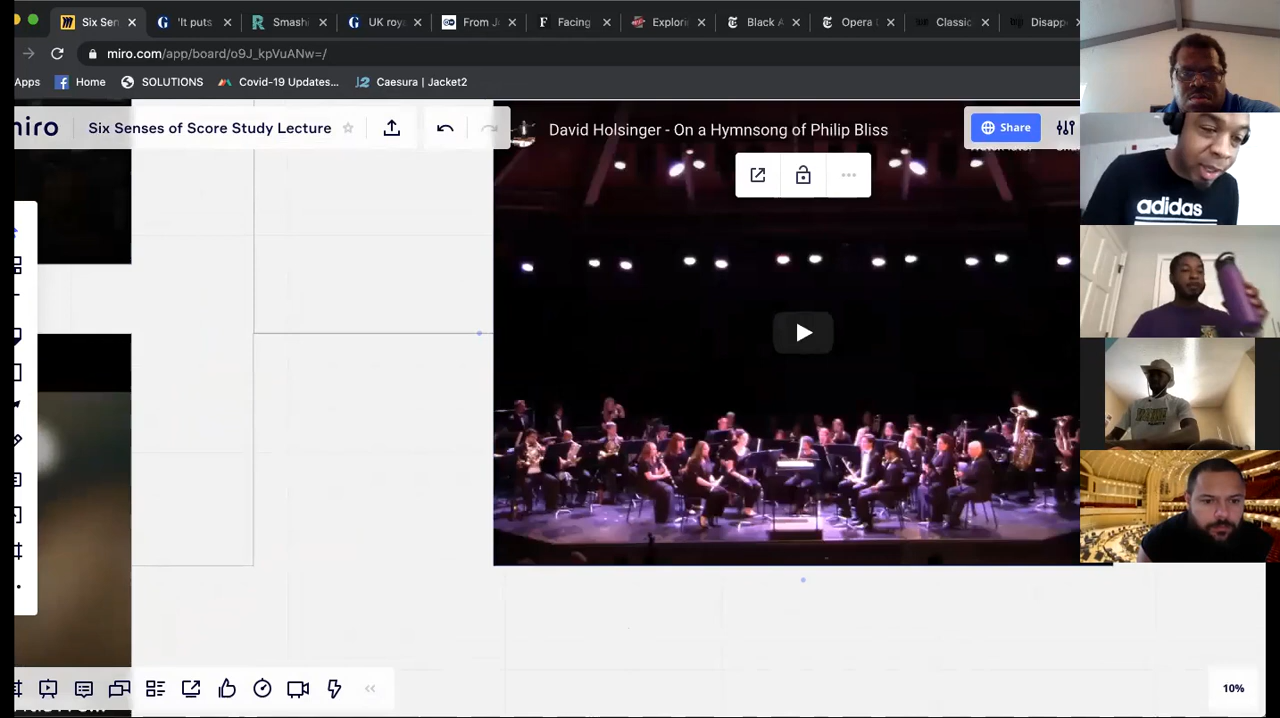 Six Sen
'It puts
Smashi
UK roy
From J
Facing
Explori
Black A
Opera
Classic
Disapp
miro.com/app/board/o9J_kpVuANw=/
Apps
Home
SOLUTIONS
Covid-19 Updates...
Caesura | Jacket2
miro
Six Senses of Score Study Lecture
David Holsinger - On a Hymnsong of Philip Bliss
Share
adidas
10%